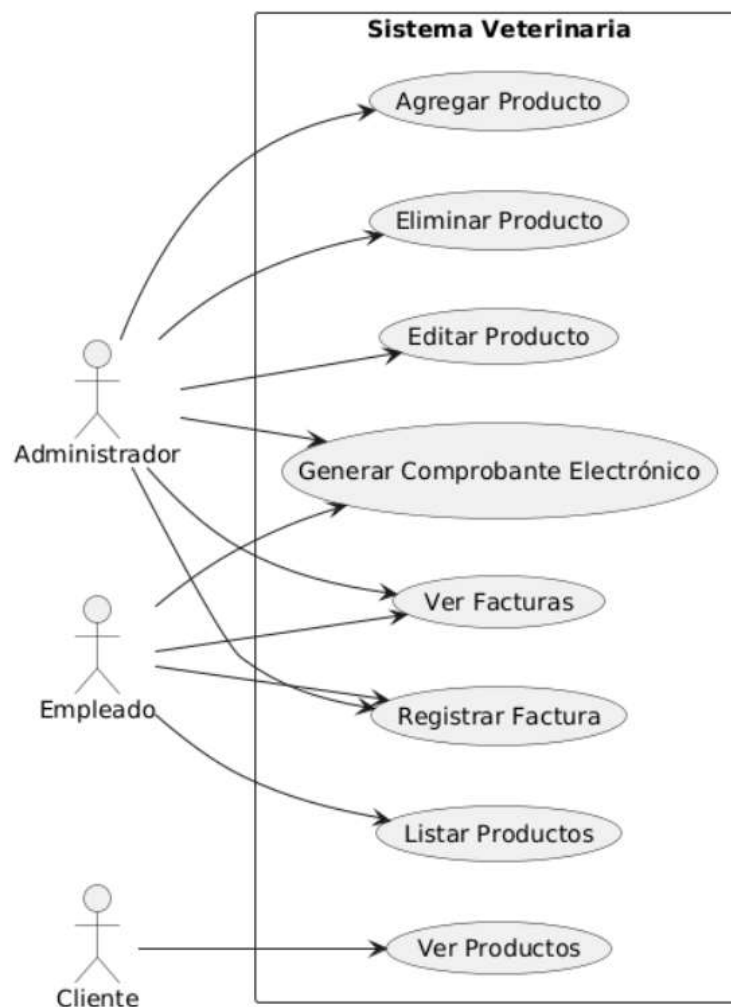 Sistema Veterinaria
Agregar Producto
Eliminar Producto
Editar Producto
Administrador
Generar Comprobante Electrónico
Ver Facturas
Empleado
Registrar Factura
Listar Productos
Ver Productos
Cliente